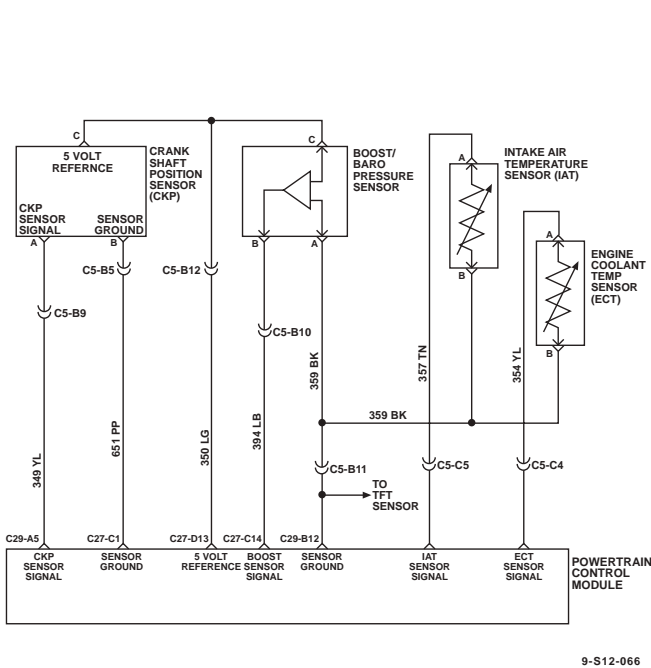 C
5 VOLT
REFERNCE
CRANK
SHAFT
POSITION
SENSOR
(CKP)
CKP
SENSOR
SIGNAL
SENSOR
GROUND
A
B
C
BOOST/
BARO
PRESSURE
SENSOR
B
A
INTAKE AIR
TEMPERATURE
SENSOR (IAT)
A
B
A
ENGINE
COOLANT
TEMP
SENSOR
(ECT)
B
C5-B5
C5-B12
C5-B9
C5-B10
349 YL
651 PP
350 LG
394 LB
359 BK
357 TN
354 YL
359 BK
C5-B11
C5-C5
C5-C4
TO
TFT
SENSOR
C29-A5
C27-C1
C27-D13
C27-C14
C29-B12
CKP
SENSOR
SIGNAL
SENSOR
GROUND
5 VOLT
REFERENCE
BOOST
SENSOR
SIGNAL
SENSOR
GROUND
IAT
SENSOR
SIGNAL
ECT
SENSOR
SIGNAL
POWERTRAIN
CONTROL
MODULE
9-S12-066